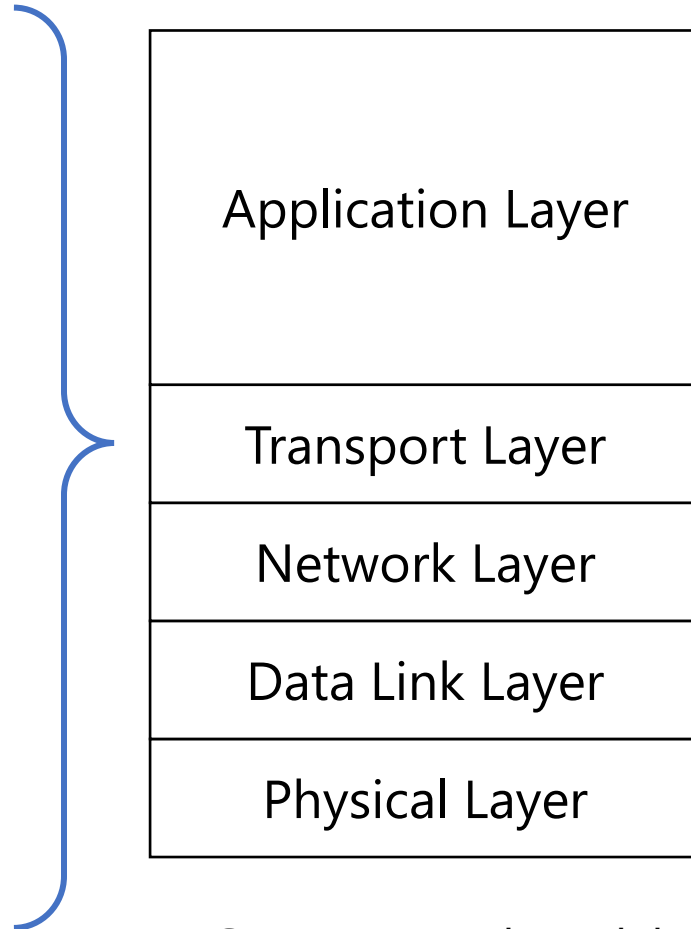 Application Layer
Transport Layer
Network Layer
Data Link Layer
Physical Layer